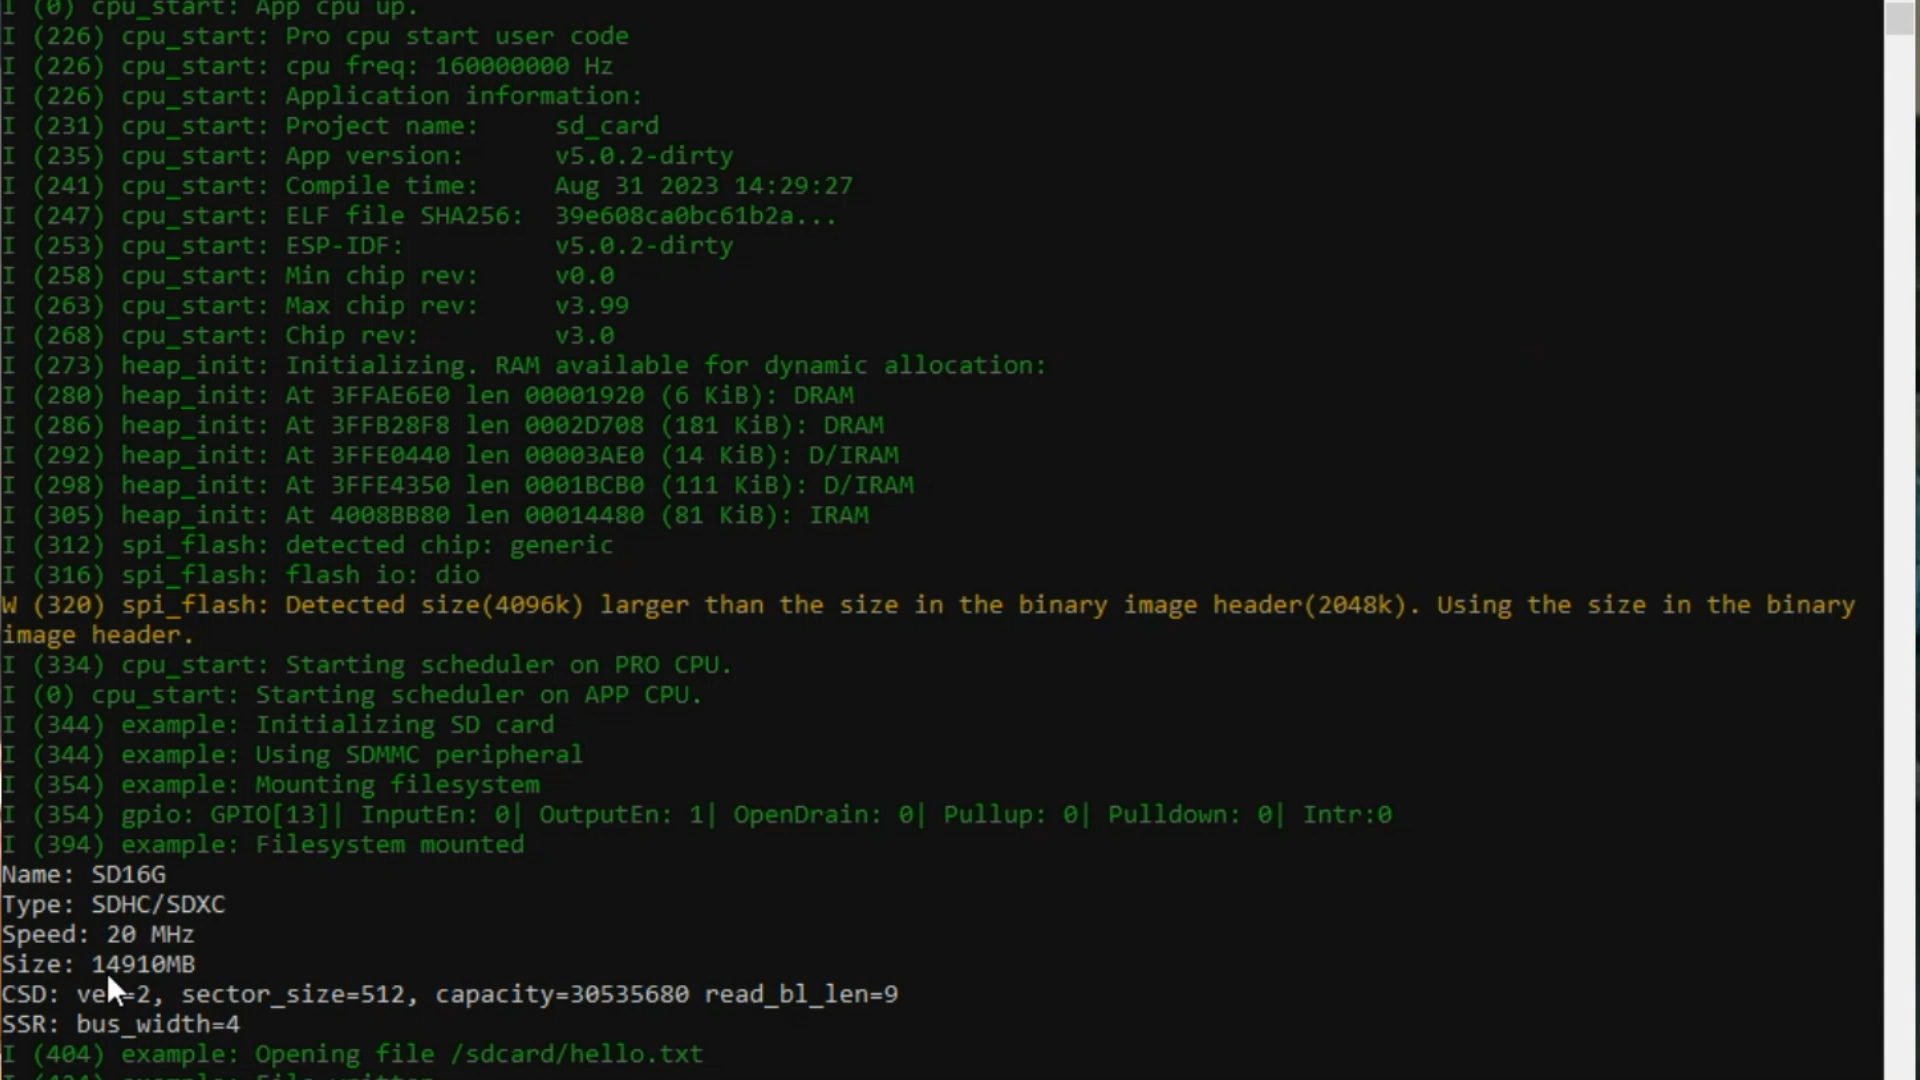 I (0) cpu_start: App cpu up.
I (226) cpu_start: Pro cpu start user code
I (226) cpu_start: cpu freq: 160000000 Hz
I (226) cpu_start: Application information:
I (231) cpu_start: Project name:     sd_card
I (235) cpu_start: App version:      v5.0.2-dirty
I (241) cpu_start: Compile time:     Aug 31 2023 14:29:27
I (247) cpu_start: ELF file SHA256:  39e608ca0bc61b2a...
I (253) cpu_start: ESP-IDF:          v5.0.2-dirty
I (258) cpu_start: Min chip rev:     v0.0
I (263) cpu_start: Max chip rev:     v3.99
I (268) cpu_start: Chip rev:         v3.0
I (273) heap_init: Initializing. RAM available for dynamic allocation:
I (280) heap_init: At 3FFAE6E0 len 00001920 (6 KiB): DRAM
I (286) heap_init: At 3FFB28F8 len 0002D708 (181 KiB): DRAM
I (292) heap_init: At 3FFE0440 len 00003AE0 (14 KiB): D/IRAM
I (298) heap_init: At 3FFE4350 len 0001BCB0 (111 KiB): D/IRAM
I (305) heap_init: At 4008BB80 len 00014480 (81 KiB): IRAM
I (312) spi_flash: detected chip: generic
I (316) spi_flash: flash io: dio
W (320) spi_flash: Detected size(4096k) larger than the size in the binary image header(2048k). Using the size in the binary
image header.
I (334) cpu_start: Starting scheduler on PRO CPU.
I (0) cpu_start: Starting scheduler on APP CPU.
I (344) example: Initializing SD card
I (344) example: Using SDMMC peripheral
I (354) example: Mounting filesystem
I (354) gpio: GPIO[13]| InputEn: 0| OutputEn: 1| OpenDrain: 0| Pullup: 0| Pulldown: 0| Intr:0
I (394) example: Filesystem mounted
Name: SD16G
Type: SDHC/SDXC
Speed: 20 MHz
Size: 14910MB
CSD: ve=2, sector_size=512, capacity=30535680 read_bl_len=9
SSR: bus_width=4
I (404) example: Opening file /sdcard/hello.txt